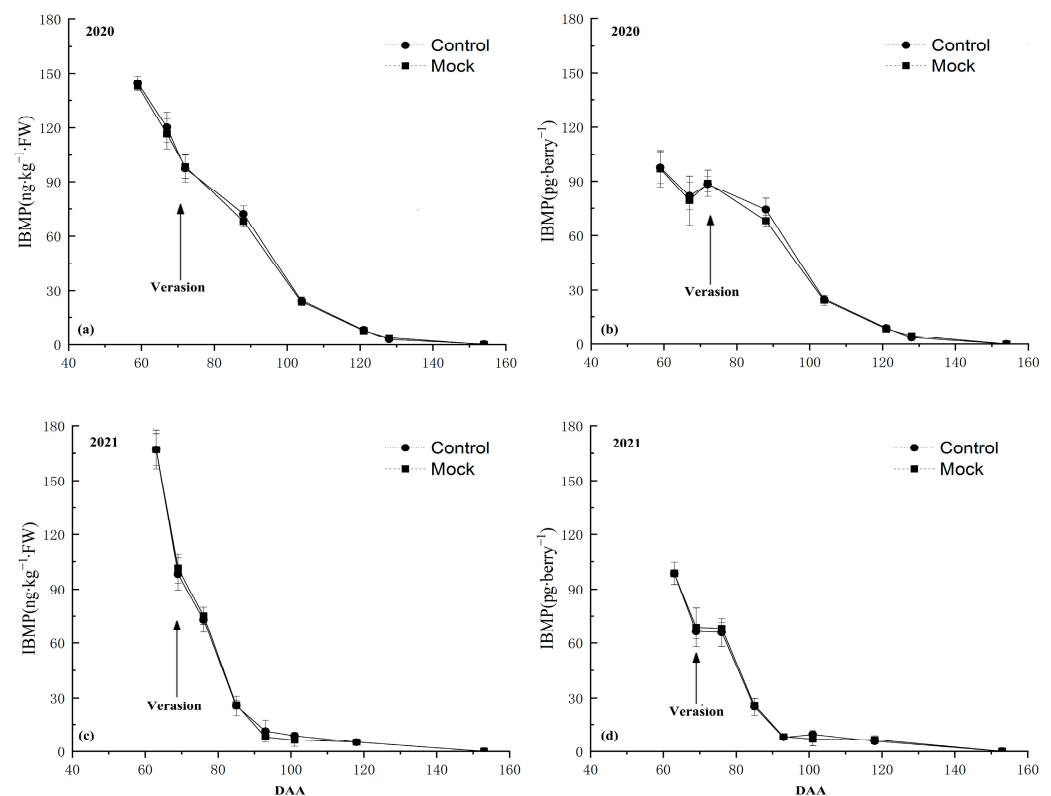 180
150
120
90
60
30
0
IBMP(ng·kg⁻¹·FW)
2020
Control
Mock
Verasion
(a)
40 60 80 100 120 140 160
180
150
120
90
60
30
0
IBMP(pg·berry⁻¹)
2020
Control
Mock
Verasion
(b)
40 60 80 100 120 140 160
180
150
120
90
60
30
0
IBMP(ng·kg⁻¹·FW)
2021
Control
Mock
Verasion
(c)
40 60 80 100 120 140 160
DAA
180
150
120
90
60
30
0
IBMP(pg·berry⁻¹)
2021
Control
Mock
Verasion
(d)
40 60 80 100 120 140 160
DAA